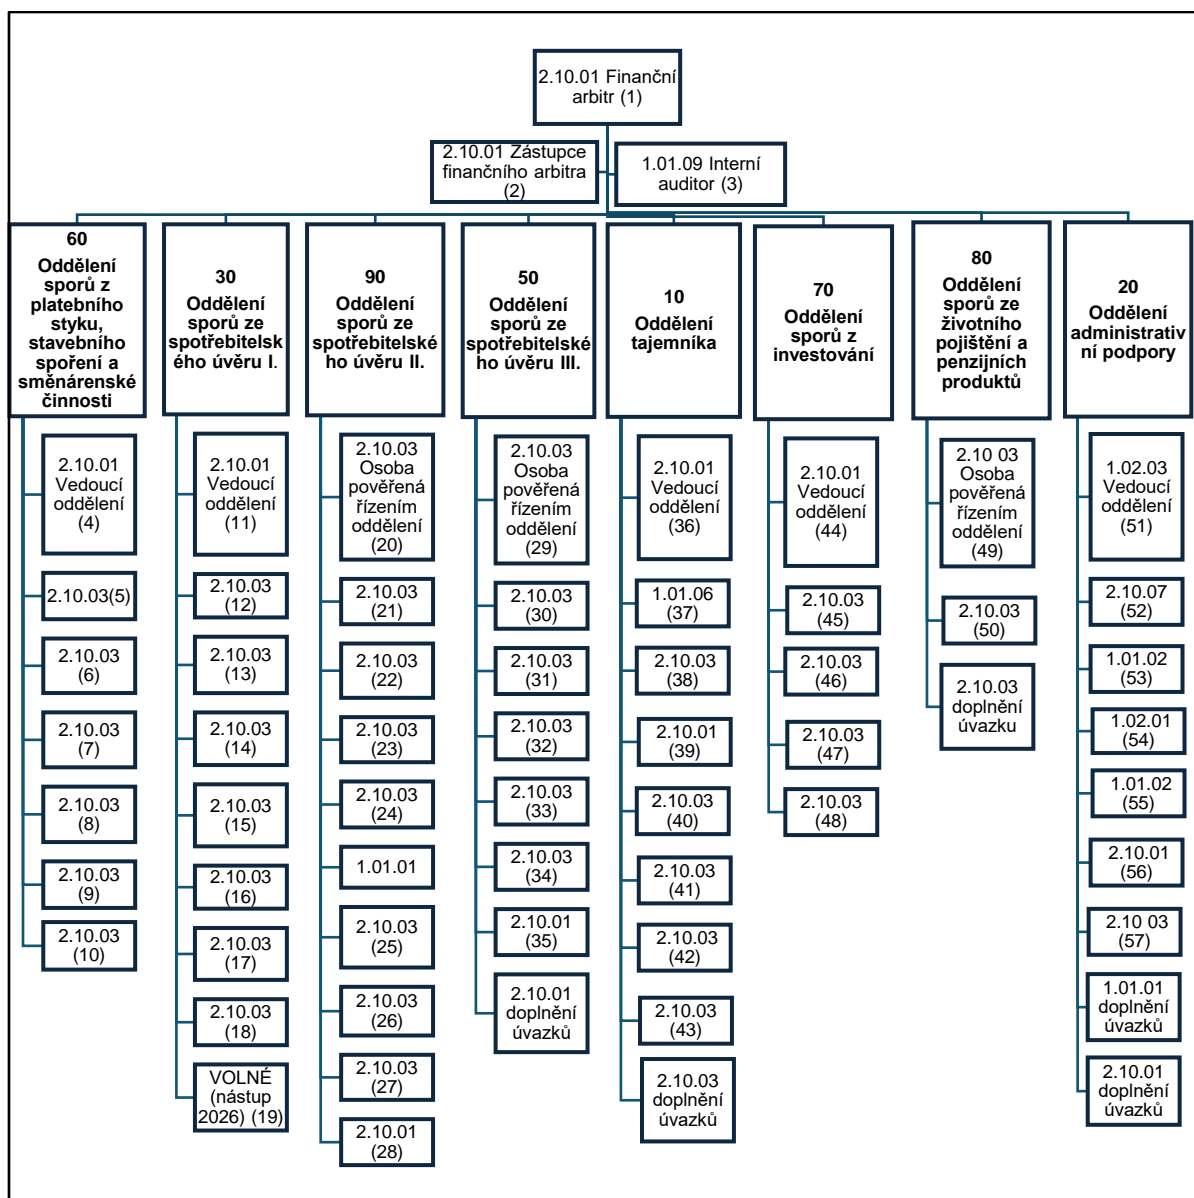 2.10.01 Finanční
arbitr (1)
2.10.01 Zástupce
finančního arbitra
(2)
1.01.09 Interní
auditor (3)
60
Oddělení
sporů z
platebního
styku,
stavebního
spoření a
směnárenské
činnosti
2.10.01
Vedoucí
oddělení
(4)
2.10.03(5)
2.10.03
(6)
2.10.03
(7)
2.10.03
(8)
2.10.03
(9)
2.10.03
(10)
30
Oddělení
sporů ze
spotřebitelsk
ého úvěru I.
2.10.01
Vedoucí
oddělení
(11)
2.10.03
(12)
2.10.03
(13)
2.10.03
(14)
2.10.03
(15)
2.10.03
(16)
2.10.03
(17)
2.10.03
(18)
VOLNÉ
(nástup
2026) (19)
90
Oddělení
sporů ze
spotřebitelské
ho úvěru II.
2.10.03
Osoba
pověřená
řízením
oddělení
(20)
2.10.03
(21)
2.10.03
(22)
2.10.03
(23)
2.10.03
(24)
1.01.01
2.10.03
(25)
2.10.03
(26)
2.10.03
(27)
2.10.01
(28)
50
Oddělení
sporů ze
spotřebitelské
ho úvěru III.
2.10.03
Osoba
pověřená
řízením
oddělení
(29)
2.10.03
(30)
2.10.03
(31)
2.10.03
(32)
2.10.03
(33)
2.10.03
(34)
2.10.01
(35)
2.10.01
doplnění
úvazků
10
Oddělení
tajemníka
2.10.01
Vedoucí
oddělení
(36)
1.01.06
(37)
2.10.03
(38)
2.10.01
(39)
2.10.03
(40)
2.10.03
(41)
2.10.03
(42)
2.10.03
(43)
2.10.03
doplnění
úvazků
70
Oddělení
sporů z
investování
2.10.01
Vedoucí
oddělení
(44)
2.10.03
(45)
2.10.03
(46)
2.10.03
(47)
2.10.03
(48)
80
Oddělení
sporů ze
životního
pojištění a
penzijních
produktů
2.10 03
Osoba
pověřená
řízením
oddělení
(49)
2.10.03
(50)
2.10.03
doplnění
úvazku
20
Oddělení
administrativ
ní podpory
1.02.03
Vedoucí
oddělení
(51)
2.10.07
(52)
1.01.02
(53)
1.02.01
(54)
1.01.02
(55)
2.10.01
(56)
2.10 03
(57)
1.01.01
doplnění
úvazků
2.10.01
doplnění
úvazků